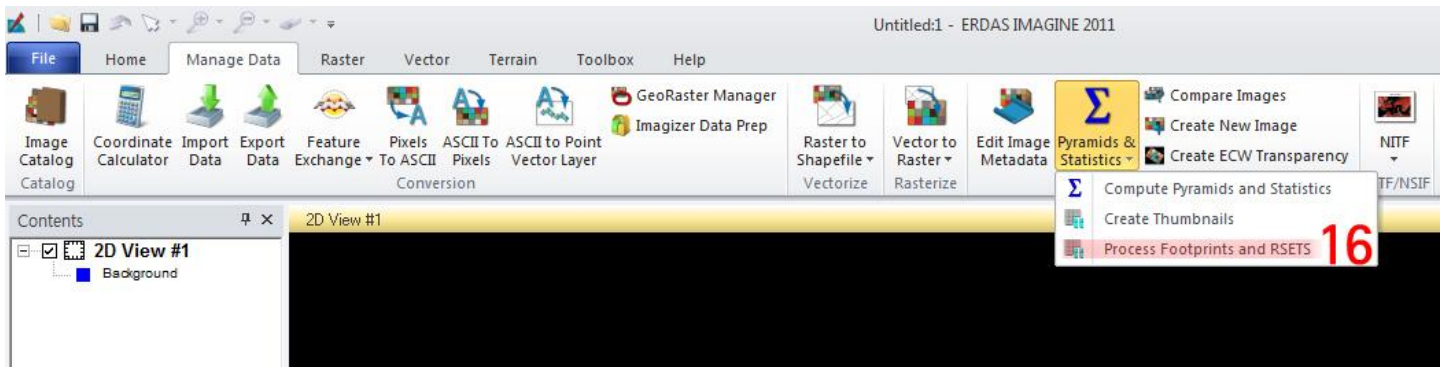 Untitled:1 - ERDAS IMAGINE 2011
File Home Manage Data Raster Vector Terrain Toolbox Help
Image Catalog
Coordinate Calculator
Import Data
Export Data
Feature Exchange
Pixels To ASCII
ASCII To Pixels
ASCII to Point Vector Layer
GeoRaster Manager
Imagizer Data Prep
Raster to Shapefile
Vector to Raster
Edit Image Metadata
Pyramids & Statistics
Compare Images
Create New Image
Create ECW Transparency
NITF
Catalog Conversion Vectorize Rasterize TF/NSIF
Compute Pyramids and Statistics
Create Thumbnails
Process Footprints and RSETS 16
Contents 2D View #1
2D View #1
Background